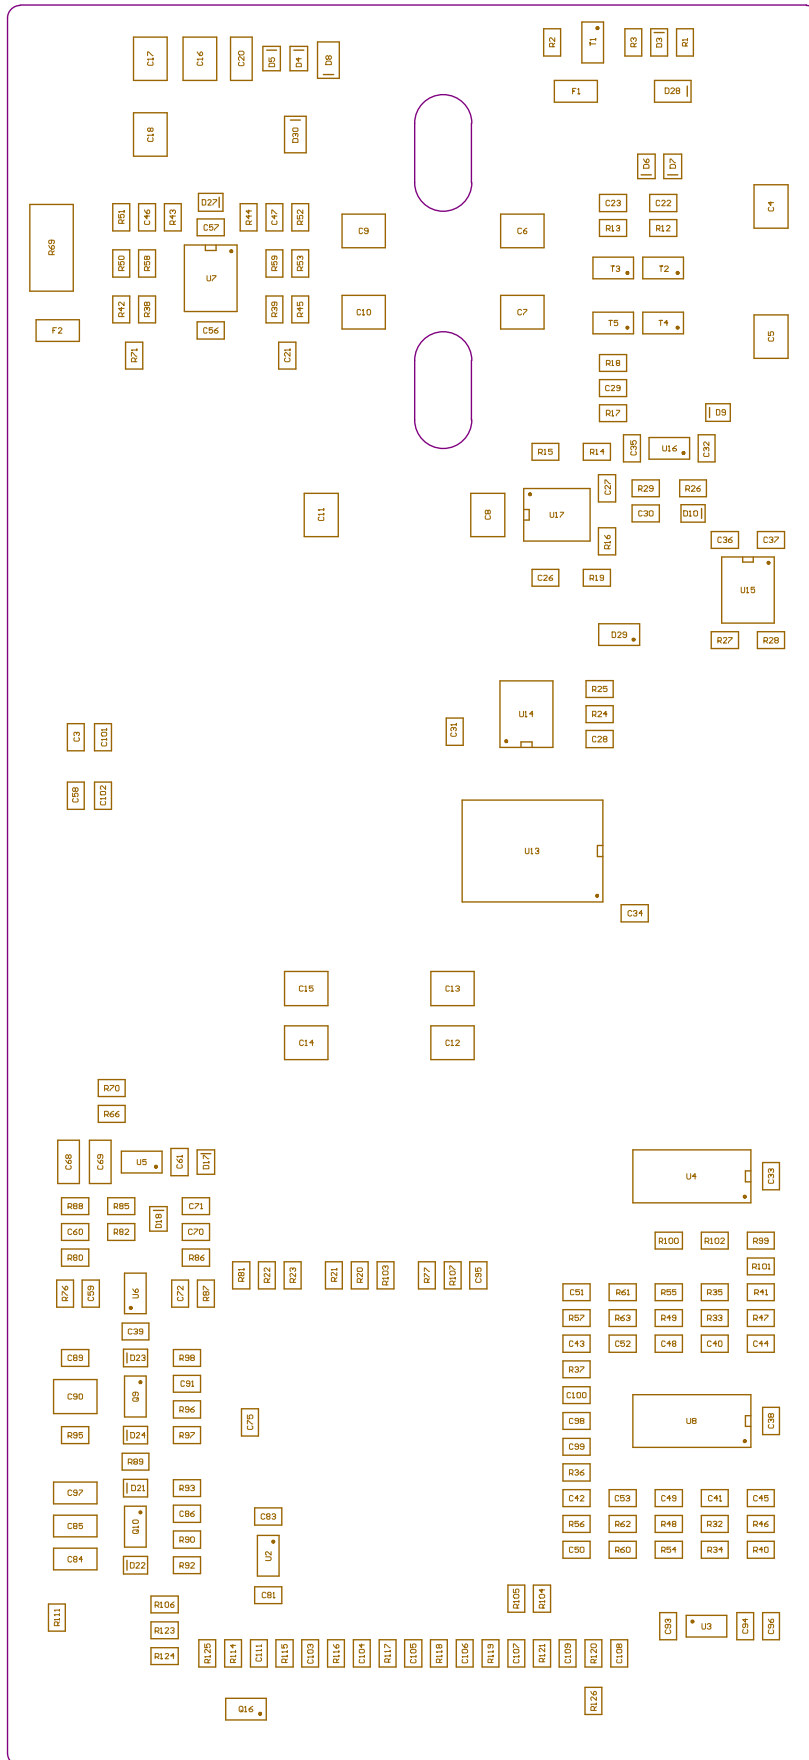 C17 C16 C20 D5 D4 D8 R2 T1 R3 D3 R1
F1 D28
C18 D30
D6 D7
R51 C46 R43 D27 R44 C47 R52 C23 C22 C4
R69 C57 C9 C6 R13 R12
R50 R58 U7 R59 R53 T3 T2
R42 R38 R39 R45 C10 C7
F2 C56 T5 T4 C5
R71 C21 R18
C29
R17 D9
R15 R14 C35 U16 C32
C27 R29 R26
C11 C8 U17 C30 D10
R16 C36 C37
C26 R19 U15
D29 R27 R28
R25
U14 R24
C3 C101 C31 C28
C58 C102
U13
C34
C15 C13
C14 C12
R70
R66
C68 C69 U5 C61 D17 U4 C33
R88 R85 D18 C71
C60 R82 C70 R100 R102 R99
R80 R86 R101
R81 R22 R23 R21 R20 R103 R77 R107 C95
R76 C59 U6 C72 R87 C51 R61 R55 R35 R41
C39 R57 R63 R49 R33 R47
C43 C52 C48 C40 C44
C89 D23 R98 R37
C90 Q9 C91 C100
R96
C75 C98 U8 C38
R95 D24 R97 C99
R89 R36
C97 D21 R93 C42 C53 C49 C41 C45
C85 Q10 C86 C83 R56 R62 R48 R32 R46
R90
C84 D22 R92 U2 C50 R60 R54 R34 R40
C81 R105 R104
R111 R106 C93 U3 C94 C96
R123
R124 R125 R114 C111 R115 C103 R116 C104 R117 C105 R118 C106 R119 C107 R121 C109 R120 C108
Q16 R126